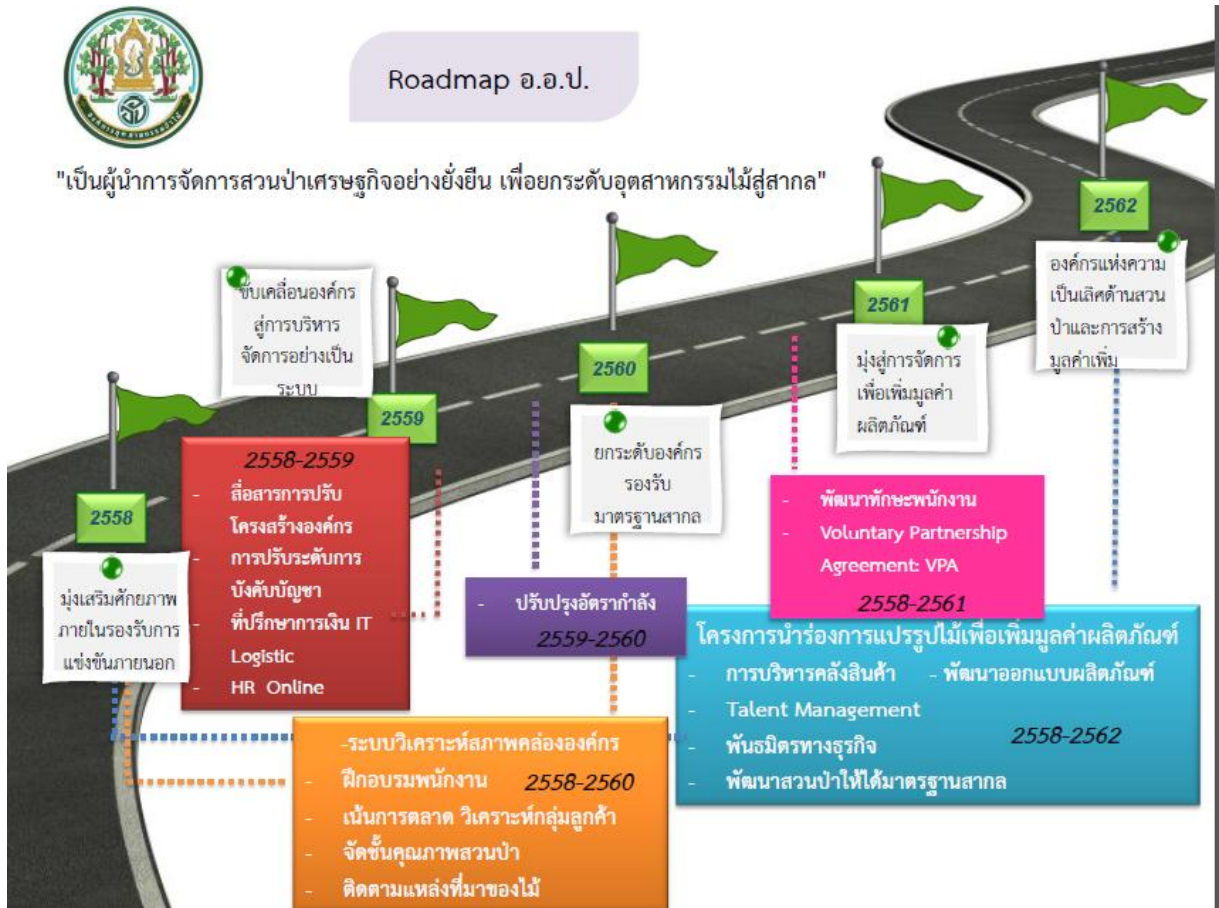 องค์การอุตสาหกรรมป่าไม้
Roadmap อ.อ.ป.
"เป็นผู้นำการจัดการสวนป่าเศรษฐกิจอย่างยั่งยืน เพื่อยกระดับอุตสาหกรรมไม้สู่สากล"
2558
มุ่งเสริมศักยภาพ
ภายในรองรับการ
แข่งขันภายนอก
2559
ขับเคลื่อนองค์กร
สู่การบริหาร
จัดการอย่างเป็น
ระบบ
2560
ยกระดับองค์กร
รองรับ
มาตรฐานสากล
2561
มุ่งสู่การจัดการ
เพื่อเพิ่มมูลค่า
ผลิตภัณฑ์
2562
องค์กรแห่งความ
เป็นเลิศด้านสวน
ป่าและการสร้าง
มูลค่าเพิ่ม
2558-2559
- สื่อสารการปรับ
โครงสร้างองค์กร
- การปรับระดับการ
บังคับบัญชา
- ที่ปรึกษาการเงิน IT
Logistic
- HR Online
- ปรับปรุงอัตรากำลัง
2559-2560
- พัฒนาทักษะพนักงาน
- Voluntary Partnership
Agreement: VPA
2558-2561
โครงการนำร่องการแปรรูปไม้เพื่อเพิ่มมูลค่าผลิตภัณฑ์
- การบริหารคลังสินค้า - พัฒนาออกแบบผลิตภัณฑ์
- Talent Management
- พันธมิตรทางธุรกิจ 2558-2562
- พัฒนาสวนป่าให้ได้มาตรฐานสากล
-ระบบวิเคราะห์สภาพคล่ององค์กร
- ฝึกอบรมพนักงาน 2558-2560
- เน้นการตลาด วิเคราะห์กลุ่มลูกค้า
- จัดชั้นคุณภาพสวนป่า
- ติดตามแหล่งที่มาของไม้